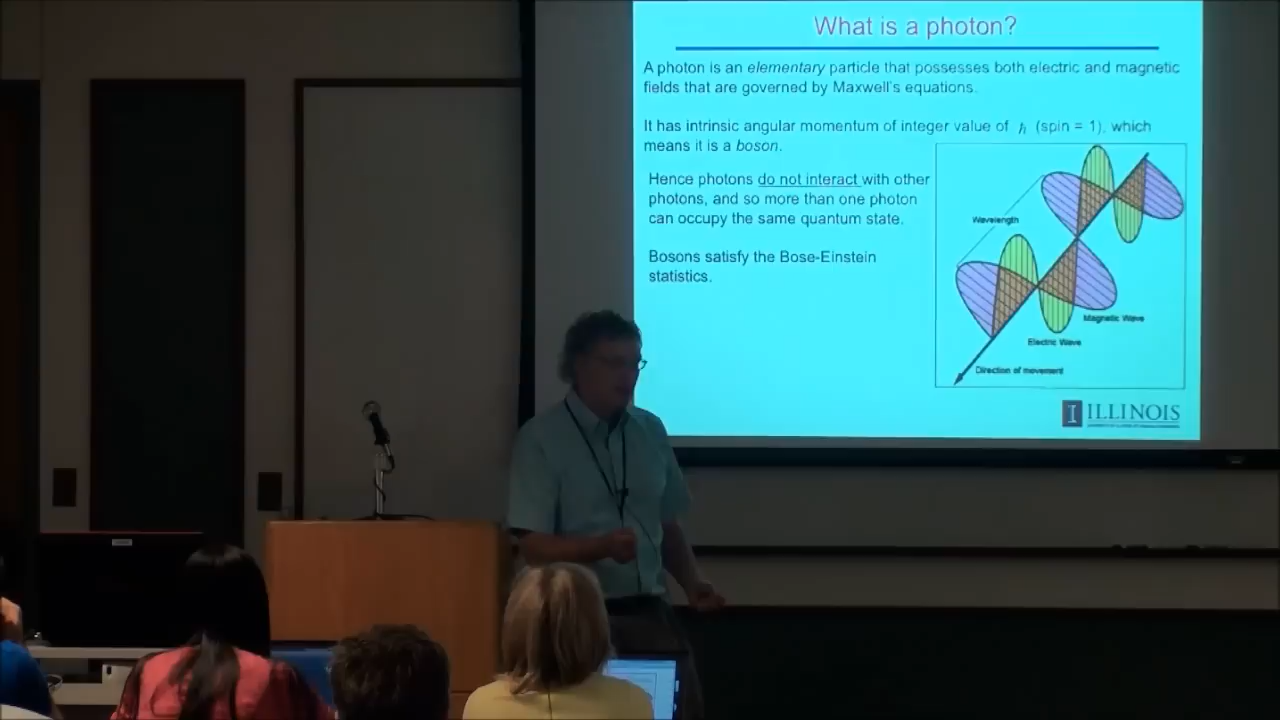 What is a photon?
A photon is an elementary particle that possesses both electric and magnetic
fields that are governed by Maxwell's equations.
It has intrinsic angular momentum of integer value of ℏ (spin = 1), which
means it is a boson.
Hence photons do not interact with other
photons, and so more than one photon
can occupy the same quantum state.
Bosons satisfy the Bose-Einstein
statistics.
Wavelength
Magnetic Wave
Electric Wave
Direction of movement
I ILLINOIS